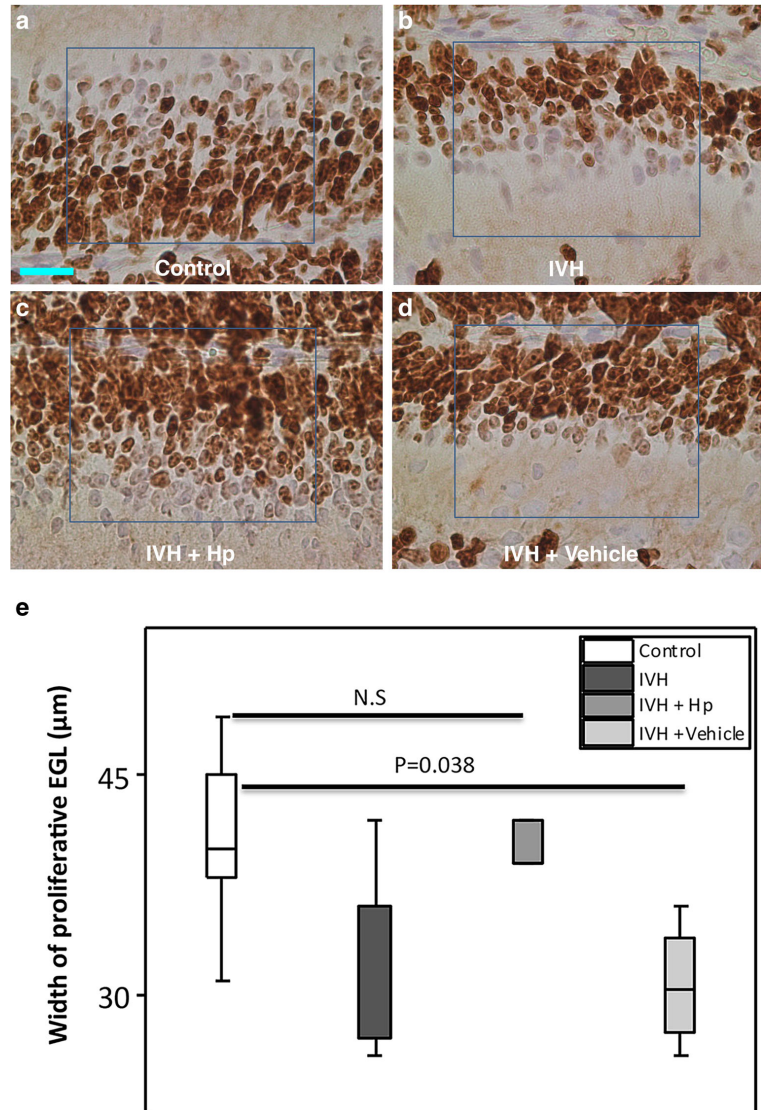 a
b
Control
IVH
c
d
IVH + Hp
IVH + Vehicle
e
Width of proliferative EGL (µm)
45
30
N.S
P=0.038
Control
IVH
IVH + Hp
IVH +Vehicle